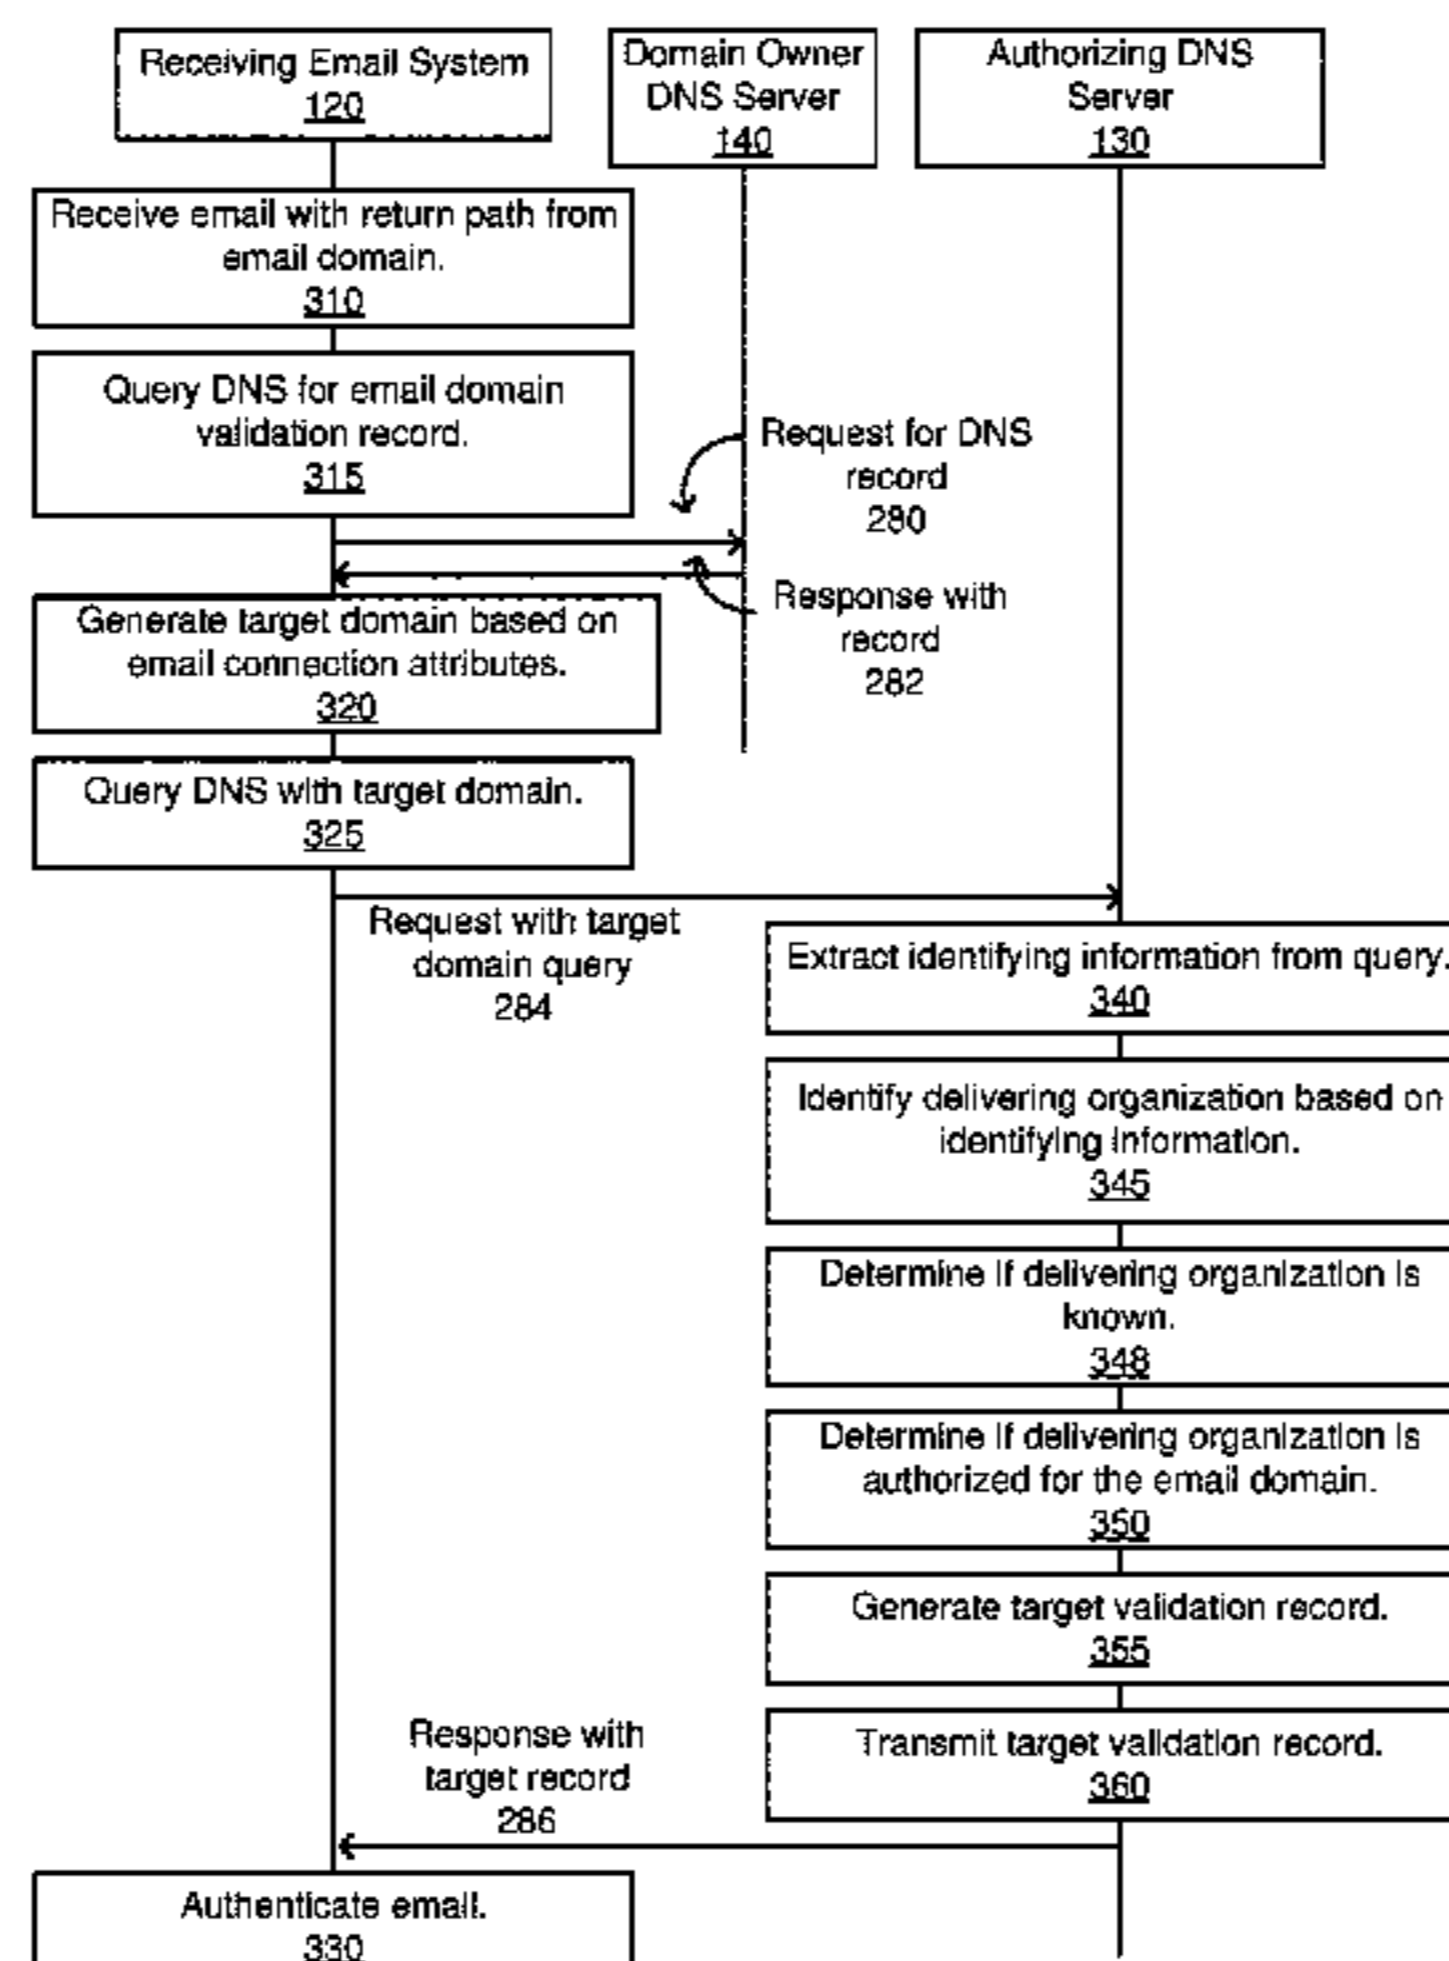 Receiving Email System
120
Domain Owner
DNS Server
140
Authorizing DNS
Server
130
Receive email with return path from
email domain.
310
Query DNS for email domain
validation record.
315
Request for DNS
record
280
Response with
record
282
Generate target domain based on
email connection attributes.
320
Query DNS with target domain.
325
Request with target
domain query
284
Extract identifying information from query.
340
Identify delivering organization based on
identifying information.
345
Determine if delivering organization is
known.
348
Determine if delivering organization is
authorized for the email domain.
350
Generate target validation record.
355
Transmit target validation record.
360
Response with
target record
286
Authenticate email.
330